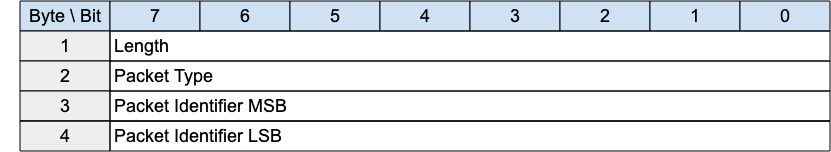 Byte \ Bit 7 6 5 4 3 2 1 0
1 Length
2 Packet Type
3 Packet Identifier MSB
4 Packet Identifier LSB